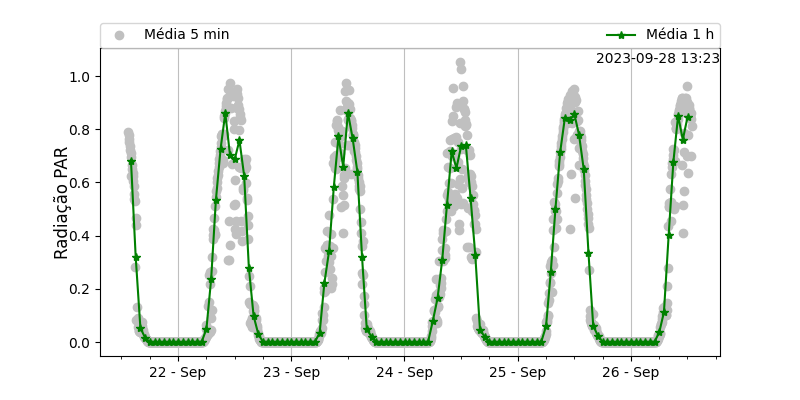 Média 5 min
Média 1 h
2023-09-28 13:23
Radiação PAR
1.0
0.8
0.6
0.4
0.2
0.0
22 - Sep
23 - Sep
24 - Sep
25 - Sep
26 - Sep